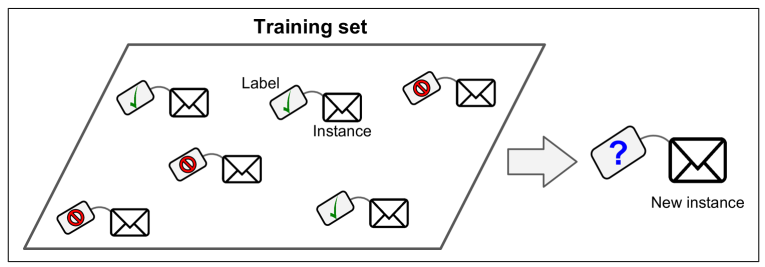 Training set
Label
Instance
?
New instance